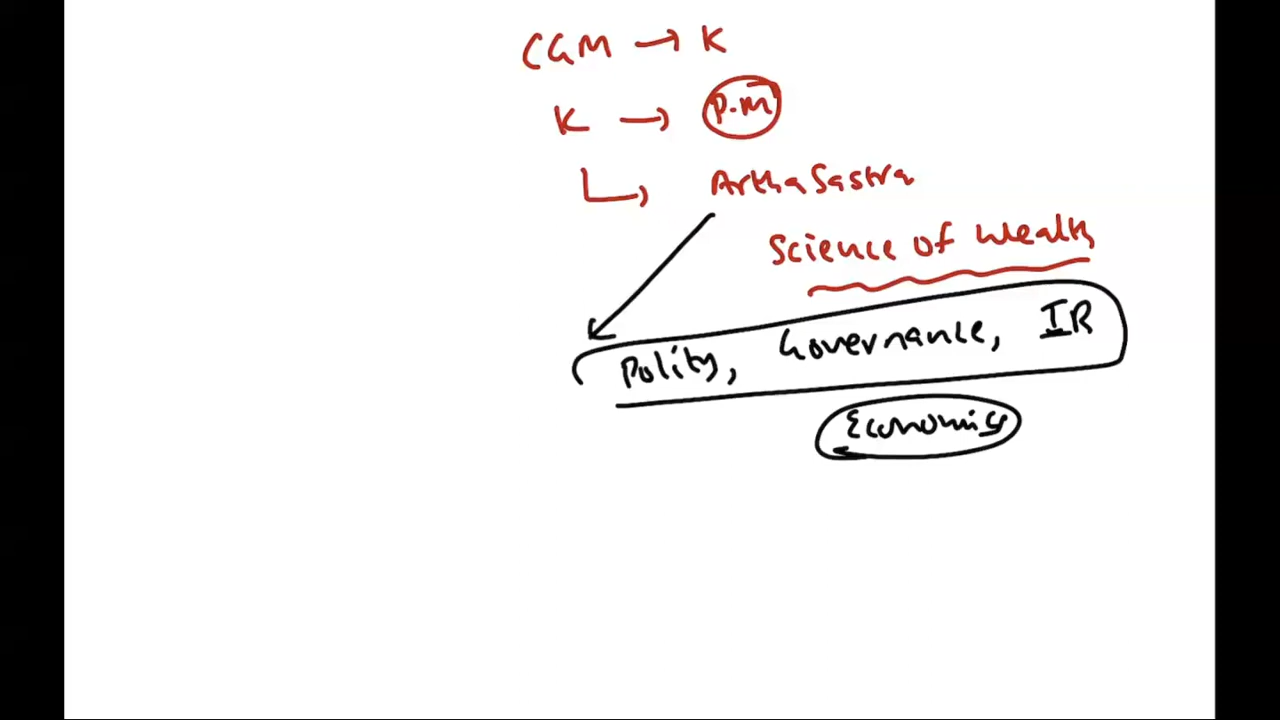 CGM → K
K → P.M
↳ ArthaSastra
Science of Wealth
Polity, Governance, IR
Economics